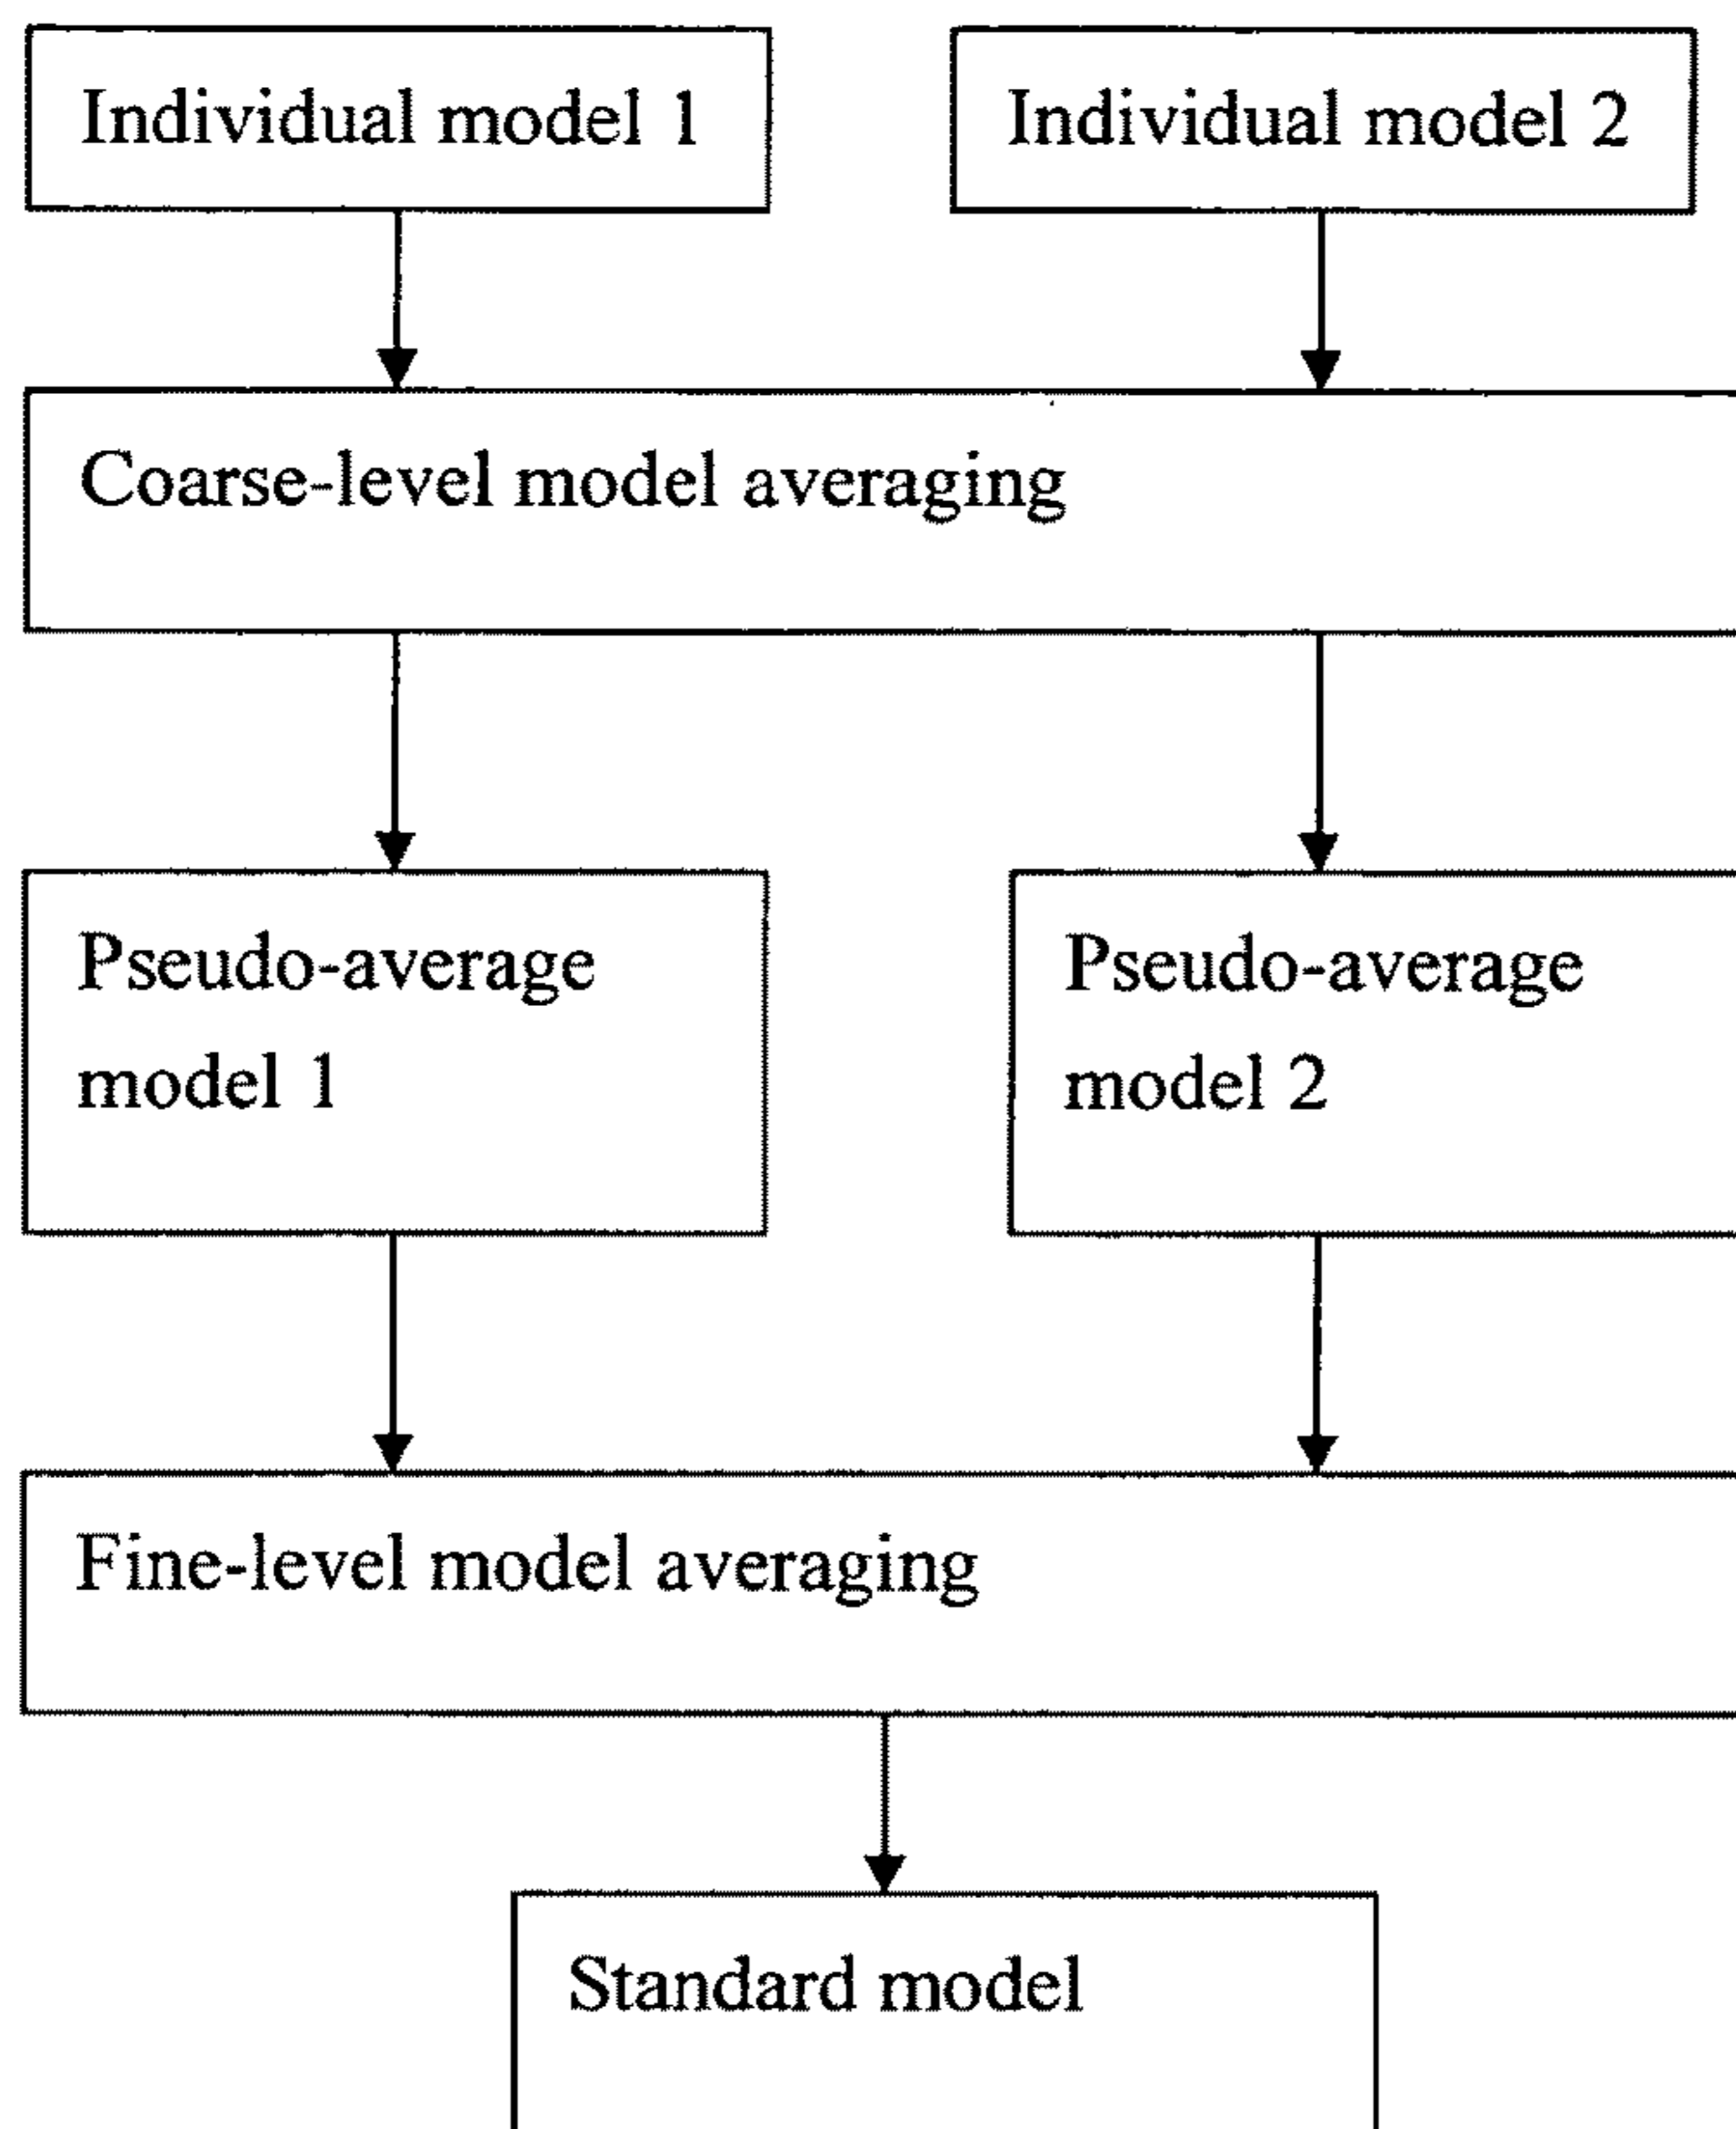 Individual model 1
Individual model 2
Coarse-level model averaging
Pseudo-average
model 1
Pseudo-average
model 2
Fine-level model averaging
Standard model